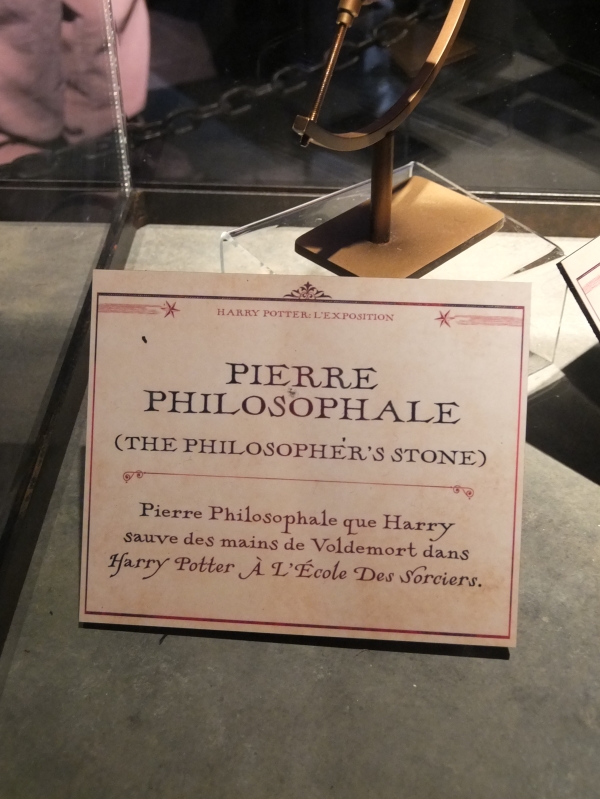 HARRY POTTER: L'EXPOSITION
PIERRE
PHILOSOPHALE
(THE PHILOSOPHER'S STONE)
Pierre Philosophale que Harry
sauve des mains de Voldemort dans
Harry Potter À L'École Des Sorciers.